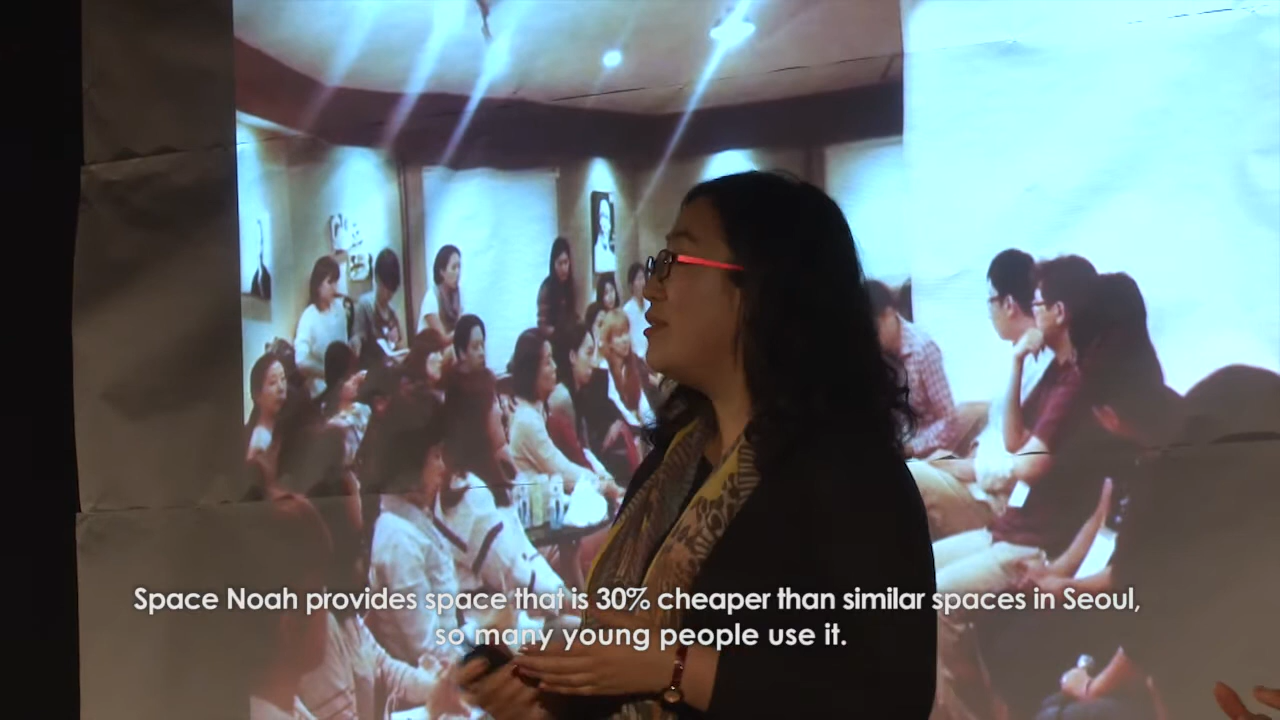 Space Noah provides space that is 30% cheaper than similar spaces in Seoul,
so many young people use it.